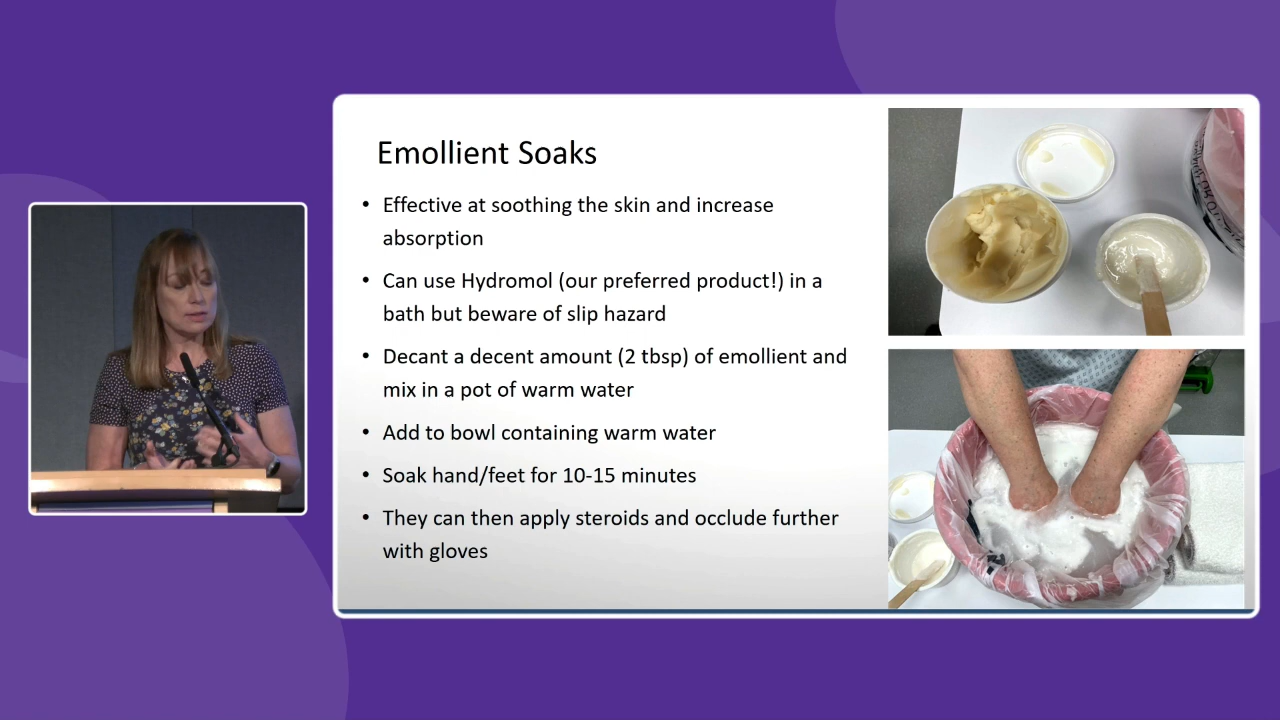 Emollient Soaks
• Effective at soothing the skin and increase
absorption
• Can use Hydromol (our preferred product!) in a
bath but beware of slip hazard
• Decant a decent amount (2 tbsp) of emollient and
mix in a pot of warm water
• Add to bowl containing warm water
• Soak hand/feet for 10-15 minutes
• They can then apply steroids and occlude further
with gloves